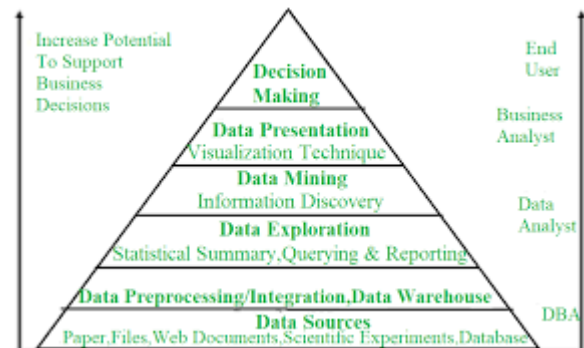 Increase Potential
To Support
Business
Decisions
Decision
Making
Data Presentation
Visualization Technique
Data Mining
Information Discovery
Data Exploration
Statistical Summary,Querying & Reporting
Data Preprocessing/Integration,Data Warehouse
Data Sources
Paper,Files,Web Documents,Scientific Experiments,Database
End
User
Business
Analyst
Data
Analyst
DBA